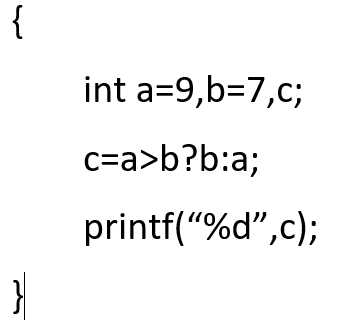 {
int a=9,b=7,c;
c=a>b?b:a;
printf(“%d”,c);
}